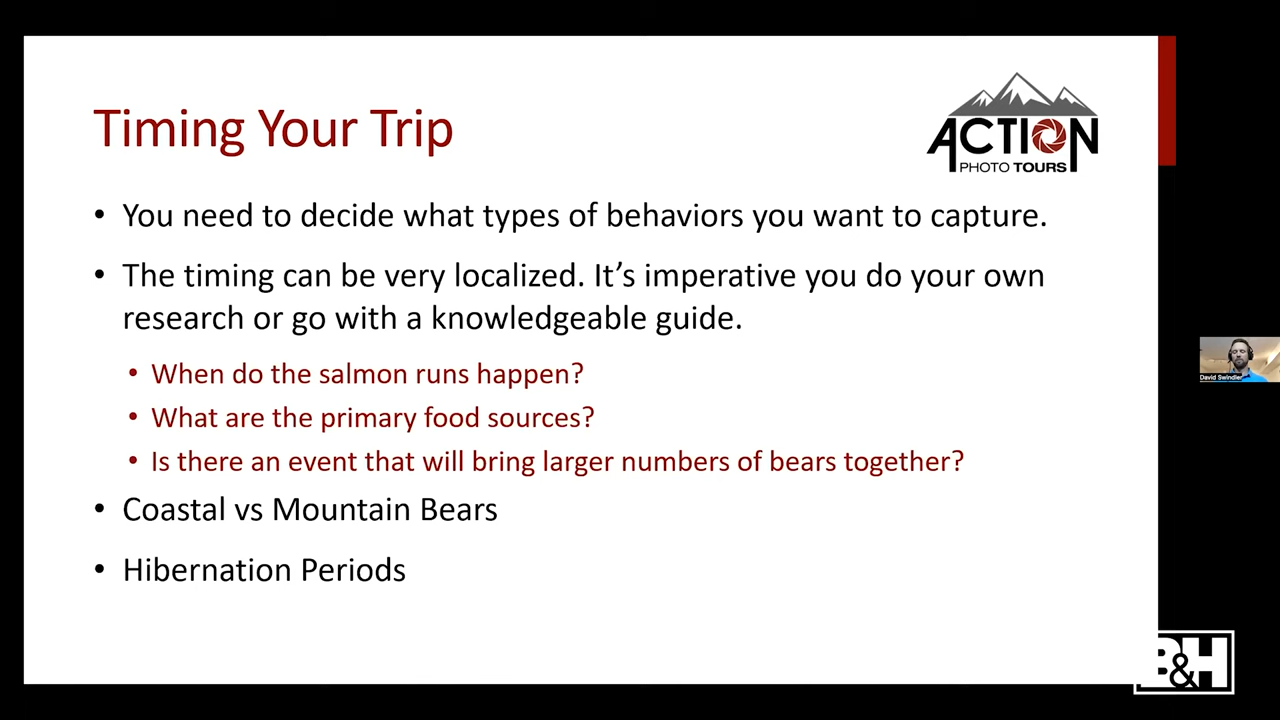 Timing Your Trip
ACTION
PHOTO TOURS
• You need to decide what types of behaviors you want to capture.
• The timing can be very localized. It’s imperative you do your own
research or go with a knowledgeable guide.
• When do the salmon runs happen?
• What are the primary food sources?
• Is there an event that will bring larger numbers of bears together?
• Coastal vs Mountain Bears
• Hibernation Periods
David Swindler
B&H